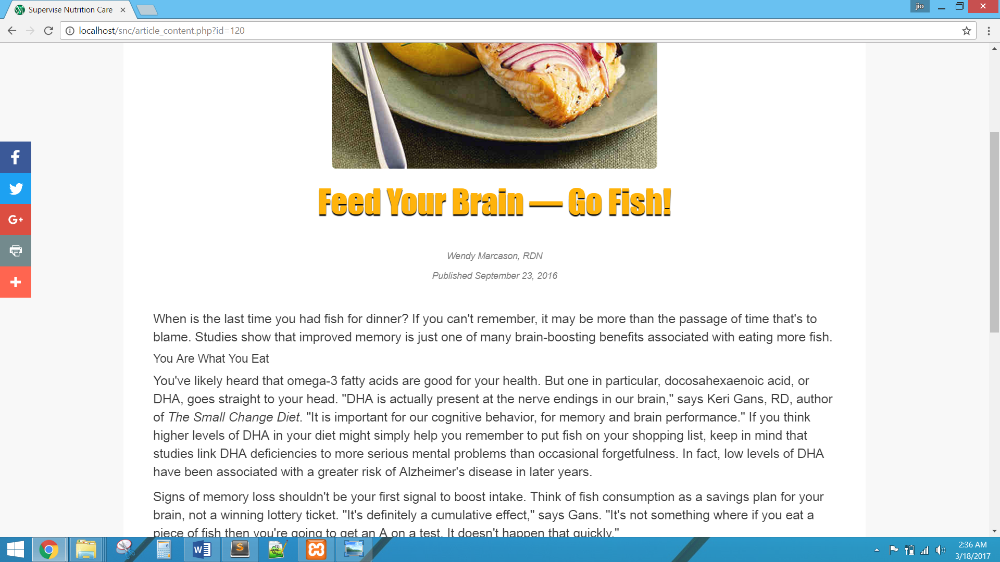 Supervise Nutrition Care
jio
localhost/snc/article_content.php?id=120
Feed Your Brain — Go Fish!
Wendy Marcason, RDN
Published September 23, 2016
When is the last time you had fish for dinner? If you can't remember, it may be more than the passage of time that's to
blame. Studies show that improved memory is just one of many brain-boosting benefits associated with eating more fish.
You Are What You Eat
You've likely heard that omega-3 fatty acids are good for your health. But one in particular, docosahexaenoic acid, or
DHA, goes straight to your head. "DHA is actually present at the nerve endings in our brain," says Keri Gans, RD, author
of The Small Change Diet. "It is important for our cognitive behavior, for memory and brain performance." If you think
higher levels of DHA in your diet might simply help you remember to put fish on your shopping list, keep in mind that
studies link DHA deficiencies to more serious mental problems than occasional forgetfulness. In fact, low levels of DHA
have been associated with a greater risk of Alzheimer's disease in later years.
Signs of memory loss shouldn't be your first signal to boost intake. Think of fish consumption as a savings plan for your
brain, not a winning lottery ticket. "It's definitely a cumulative effect," says Gans. "It's not something where if you eat a
piece of fish then you're going to get an A on a test. It doesn't happen that quickly."
2:36 AM
3/18/2017